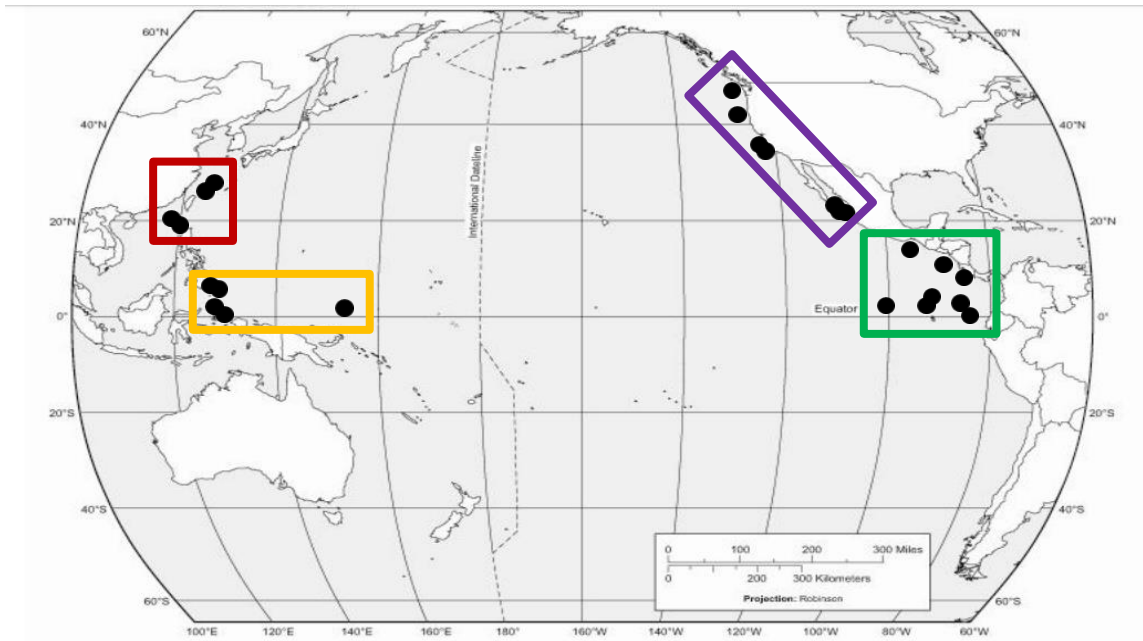 60°N
60°N
40°N
40°N
International Dateline
20°N
20°N
Equator
0°
0°
20°S
20°S
40°S
40°S
0 100 200 300 Miles
0 200 300 Kilometers
Projection: Robinson
60°S
60°S
100°E 120°E 140°E 160°E 180° 160°W 140°W 120°W 100°W 80°W 60°W